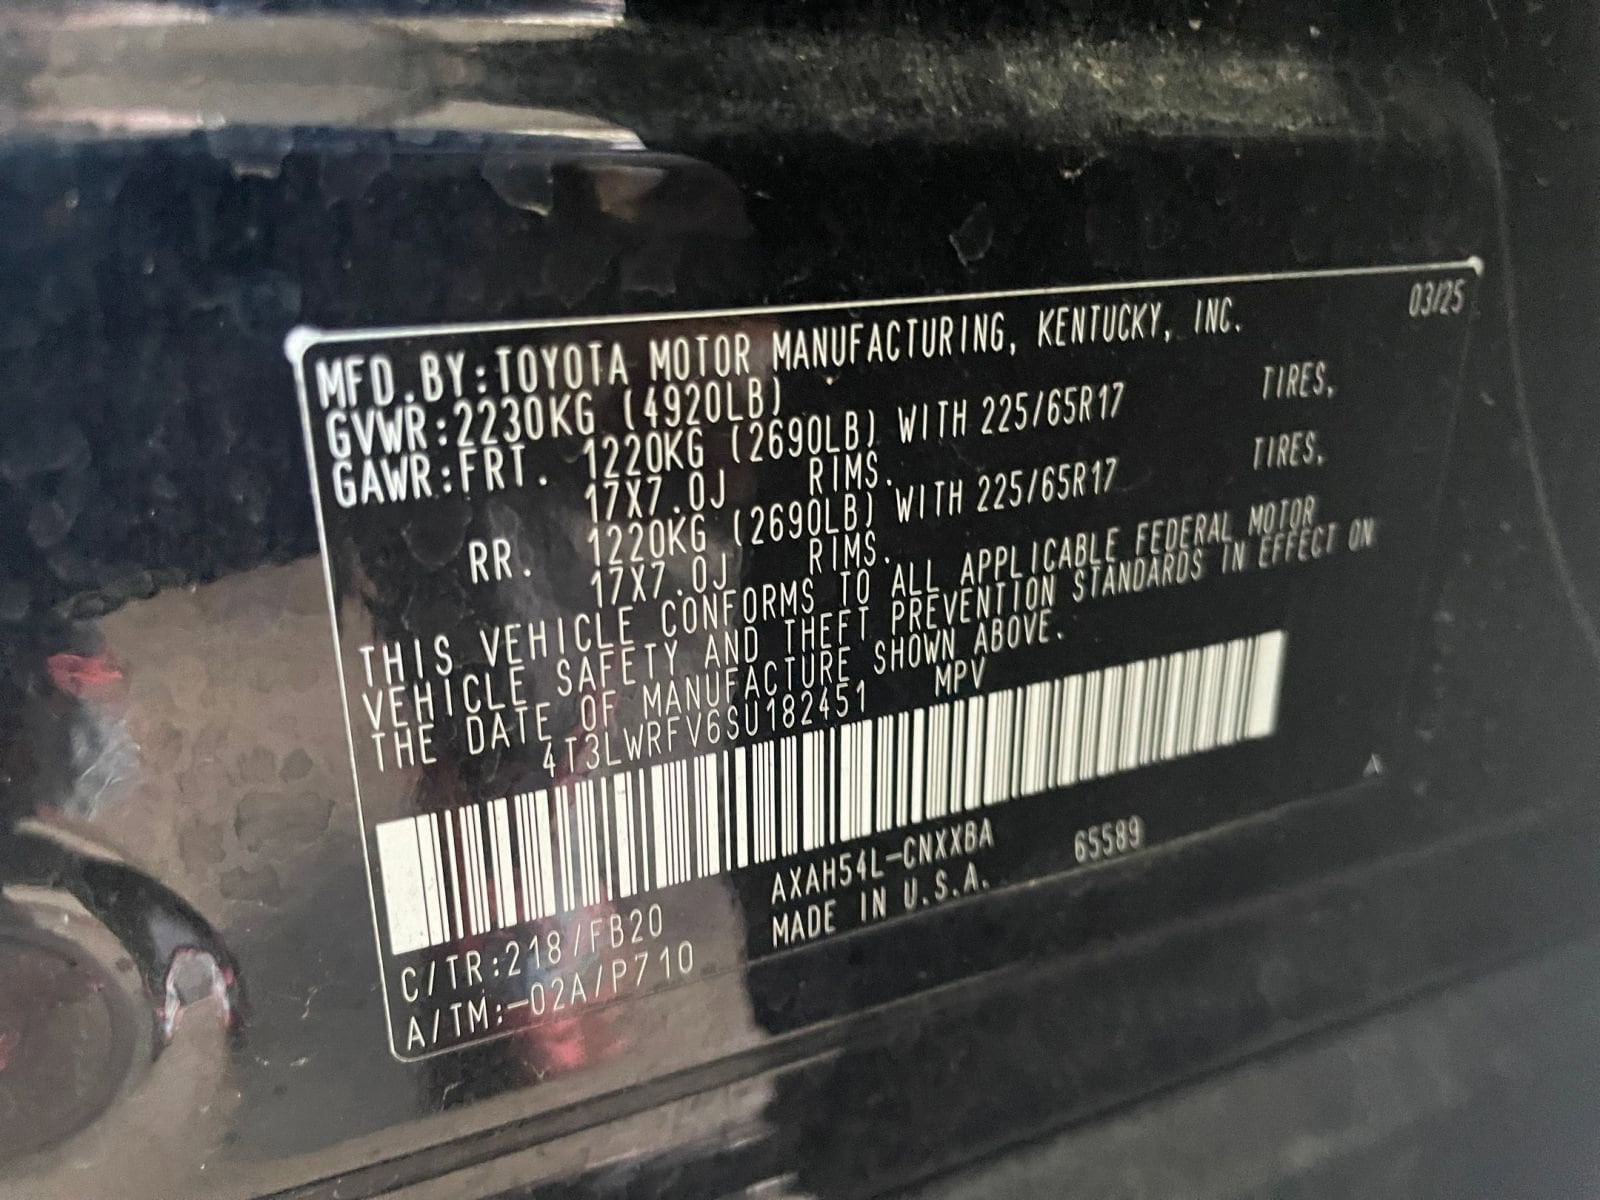 03/25
MFD.BY:TOYOTA MOTOR MANUFACTURING, KENTUCKY, INC.
GVWR:2230KG (4920LB)
GAWR:FRT. 1220KG (2690LB) WITH 225/65R17 TIRES,
17X7.0J RIMS.
RR. 1220KG (2690LB) WITH 225/65R17 TIRES,
17X7.0J RIMS.
THIS VEHICLE CONFORMS TO ALL APPLICABLE FEDERAL MOTOR
VEHICLE SAFETY AND THEFT PREVENTION STANDARDS IN EFFECT ON
THE DATE OF MANUFACTURE SHOWN ABOVE.
4T3LWRFV6SU182451 MPV
C/TR:218/FB20 AXAH54L-CNXXBA 65589
A/TM:-02A/P710 MADE IN U.S.A.
A